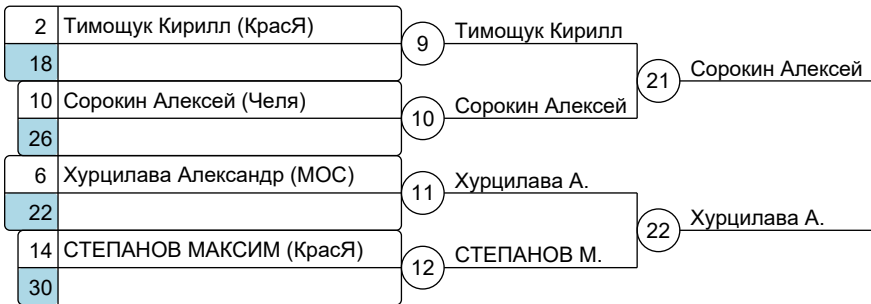 2 Тимощук Кирилл (КрасЯ)
18
9
Тимощук Кирилл
10 Сорокин Алексей (Челя)
26
10
Сорокин Алексей
21
Сорокин Алексей
6 Хурцилава Александр (МОС)
22
11
Хурцилава А.
14 СТЕПАНОВ МАКСИМ (КрасЯ)
30
12
СТЕПАНОВ М.
22
Хурцилава А.